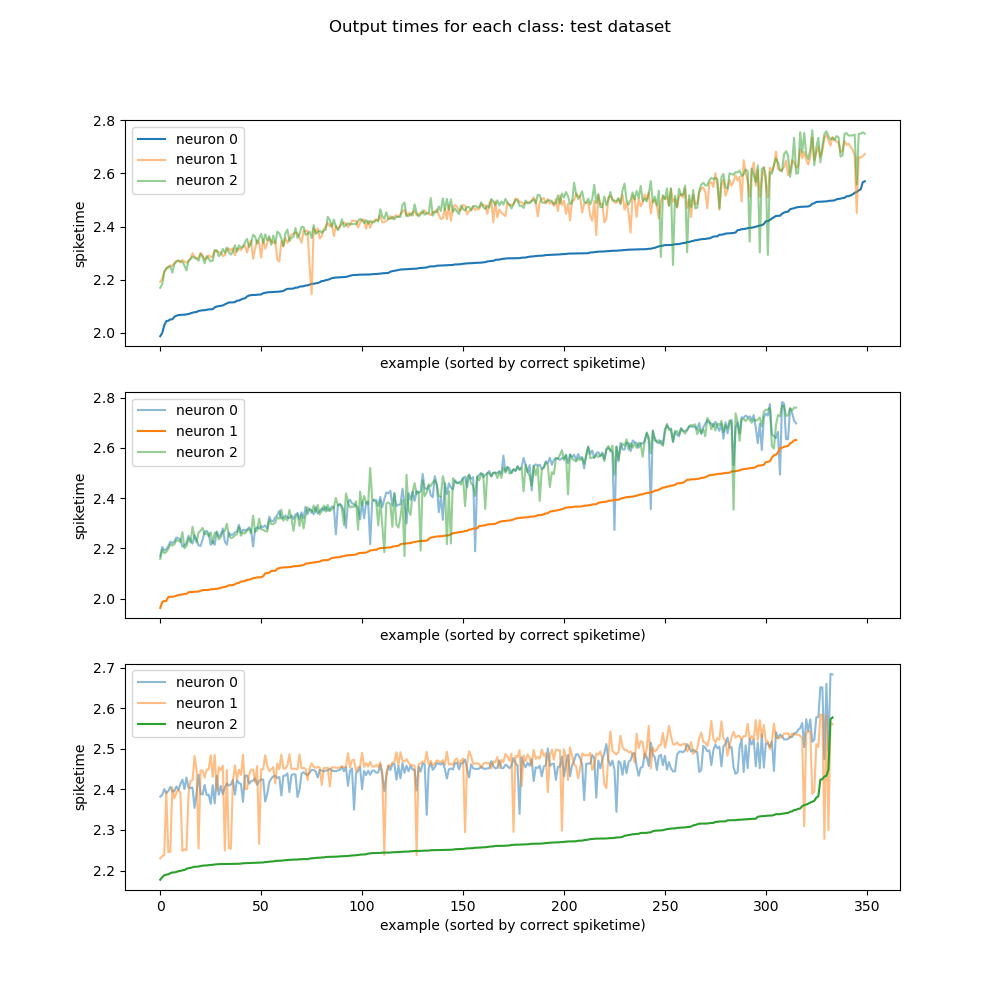 Output times for each class: test dataset
2.8
2.6
2.4
2.2
2.0
spiketime
neuron 0
neuron 1
neuron 2
example (sorted by correct spiketime)
2.8
2.6
2.4
2.2
2.0
spiketime
neuron 0
neuron 1
neuron 2
example (sorted by correct spiketime)
2.7
2.6
2.5
2.4
2.3
2.2
spiketime
neuron 0
neuron 1
neuron 2
0 50 100 150 200 250 300 350
example (sorted by correct spiketime)